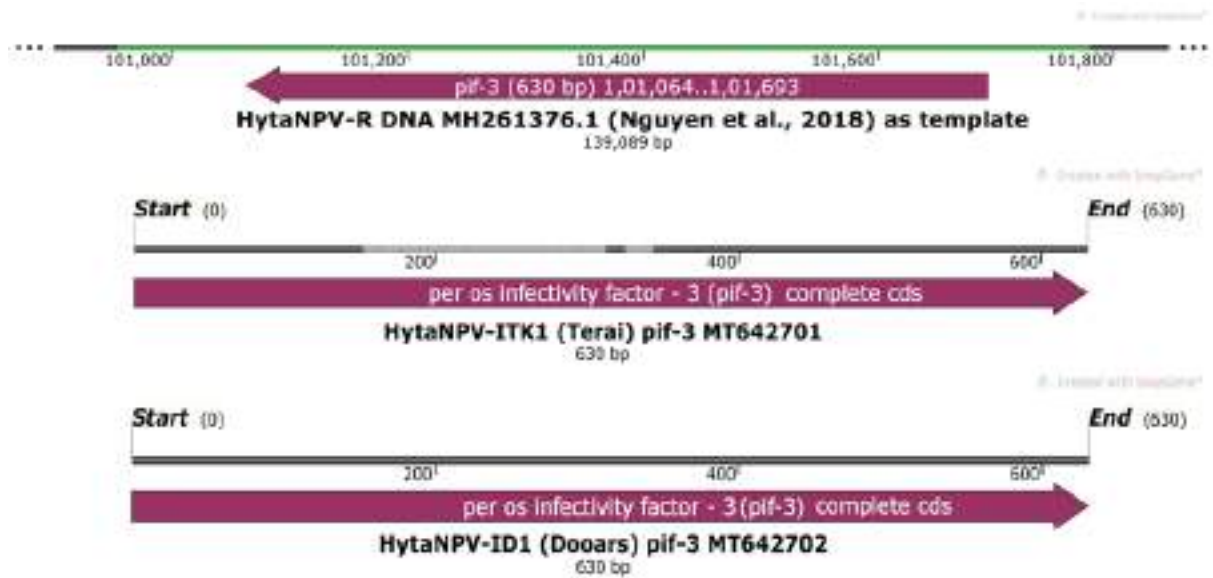 101,000 101,200 101,400 101,600 101,800
pif-3 (630 bp) 1,01,064..1,01,693
HytaNPV-R DNA MH261376.1 (Nguyen et al., 2018) as template
139,089 bp
Start (0) End (630)
200 400 600
per os infectivity factor - 3 (pif-3) complete cds
HytaNPV-ITK1 (Terai) pif-3 MT642701
630 bp
Created with SnapGene®
Start (0) End (630)
200 400 600
per os infectivity factor - 3 (pif-3) complete cds
HytaNPV-ID1 (Dooars) pif-3 MT642702
630 bp